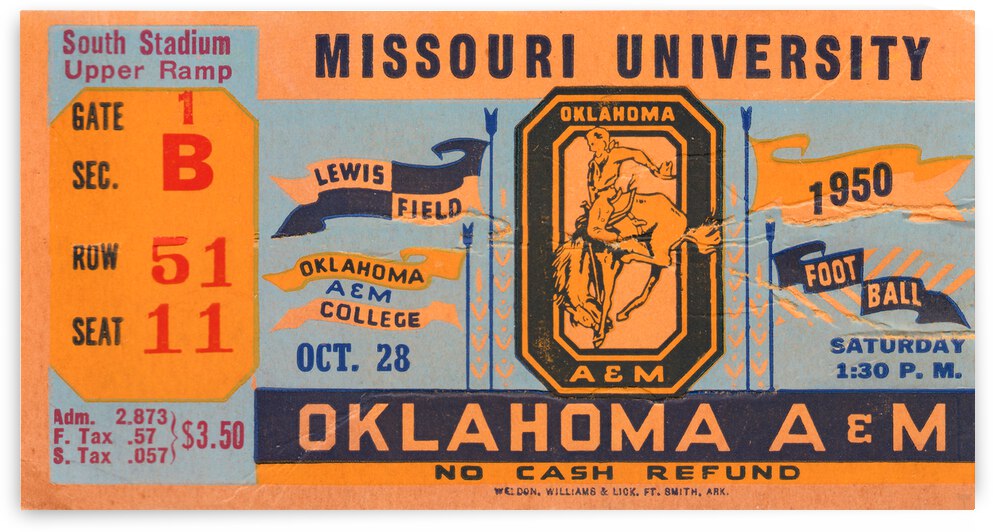 South Stadium
Upper Ramp
GATE 1
SEC. B
ROW 51
SEAT 11
Adm. 2.873
F. Tax .57
S. Tax .057
} $3.50
MISSOURI UNIVERSITY
LEWIS
FIELD
OKLAHOMA
A & M
COLLEGE
OCT. 28
OKLAHOMA
A & M
1950
FOOT
BALL
SATURDAY
1:30 P. M.
OKLAHOMA A & M
NO CASH REFUND
WELDON, WILLIAMS & LICK, FT. SMITH, ARK.